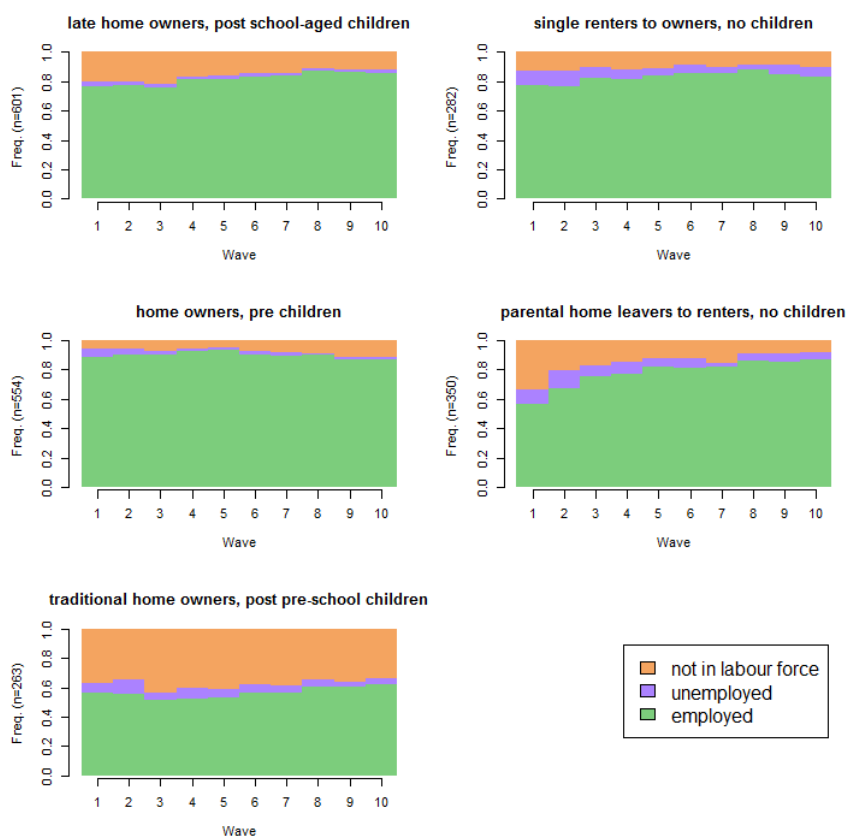 late home owners, post school-aged children
Freq. (n=601)
0.0 0.2 0.4 0.6 0.8 1.0
1 2 3 4 5 6 7 8 9 10
Wave
single renters to owners, no children
Freq. (n=282)
0.0 0.2 0.4 0.6 0.8 1.0
1 2 3 4 5 6 7 8 9 10
Wave
home owners, pre children
Freq. (n=554)
0.0 0.2 0.4 0.6 0.8 1.0
1 2 3 4 5 6 7 8 9 10
Wave
parental home leavers to renters, no children
Freq. (n=350)
0.0 0.2 0.4 0.6 0.8 1.0
1 2 3 4 5 6 7 8 9 10
Wave
traditional home owners, post pre-school children
Freq. (n=263)
0.0 0.2 0.4 0.6 0.8 1.0
1 2 3 4 5 6 7 8 9 10
Wave
not in labour force
unemployed
employed